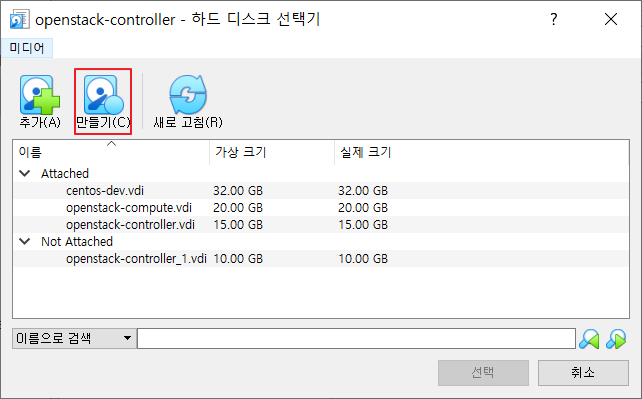 openstack-controller - 하드 디스크 선택기
미디어
추가(A) 만들기(C) 새로 고침(R)
이름 가상 크기 실제 크기
Attached
centos-dev.vdi 32.00 GB 32.00 GB
openstack-compute.vdi 20.00 GB 20.00 GB
openstack-controller.vdi 15.00 GB 15.00 GB
Not Attached
openstack-controller_1.vdi 10.00 GB 10.00 GB
이름으로 검색
선택 취소